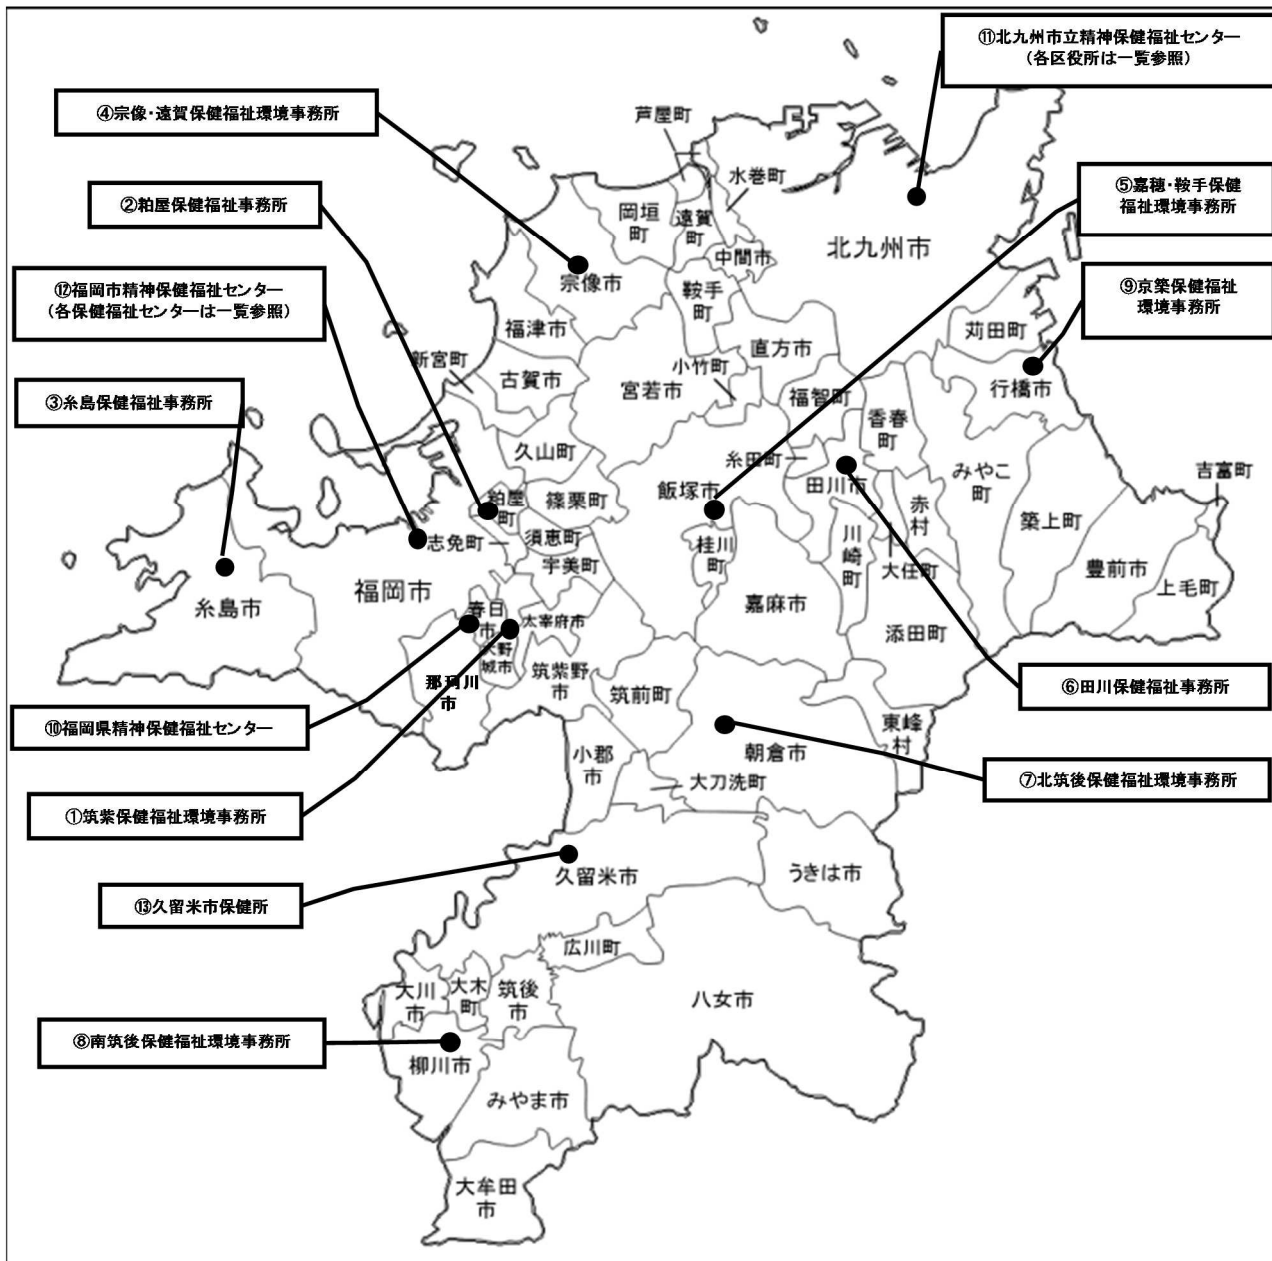 ⑪北九州市立精神保健福祉センター
(各区役所は一覧参照)
④宗像・遠賀保健福祉環境事務所
芦屋町
水巻町
⑤嘉穂・鞍手保健
福祉環境事務所
②粕屋保健福祉事務所
岡垣
町
遠賀
町
北九州市
中間市
宗像市
⑫福岡市精神保健福祉センター
(各保健福祉センターは一覧参照)
鞍手
町
⑨京築保健福祉
環境事務所
福津市
直方市
苅田町
新宮町
古賀市
小竹町
宮若市
福智町
行橋市
③糸島保健福祉事務所
香春
町
久山町
糸田町
みやこ
町
吉富町
飯塚市
田川市
粕屋
町
篠栗町
赤
村
築上町
志免町
須恵町
桂川
町
川
崎
町
宇美町
大任町
豊前市
上毛町
福岡市
糸島市
嘉麻市
春日
市
太宰府市
添田町
大野
城市
筑紫野
市
那珂川
市
筑前町
⑥田川保健福祉事務所
⑩福岡県精神保健福祉センター
東峰
村
朝倉市
小郡
市
大刀洗町
⑦北筑後保健福祉環境事務所
①筑紫保健福祉環境事務所
久留米市
うきは市
⑬久留米市保健所
広川町
大川
市
大木
町
筑後
市
八女市
⑧南筑後保健福祉環境事務所
柳川市
みやま市
大牟田
市